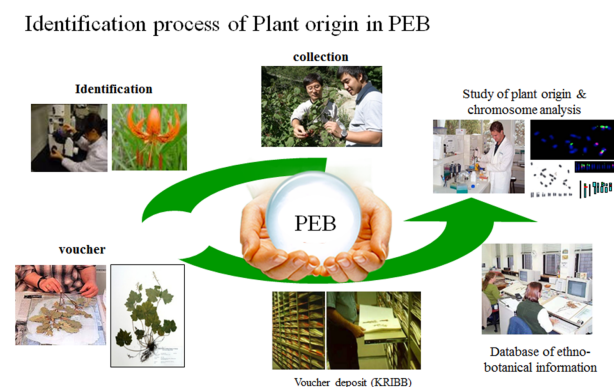 Identification process of Plant origin in PEB
collection
Identification
Study of plant origin &
chromosome analysis
PEB
voucher
Voucher deposit (KRIBB)
Database of ethno-
botanical information